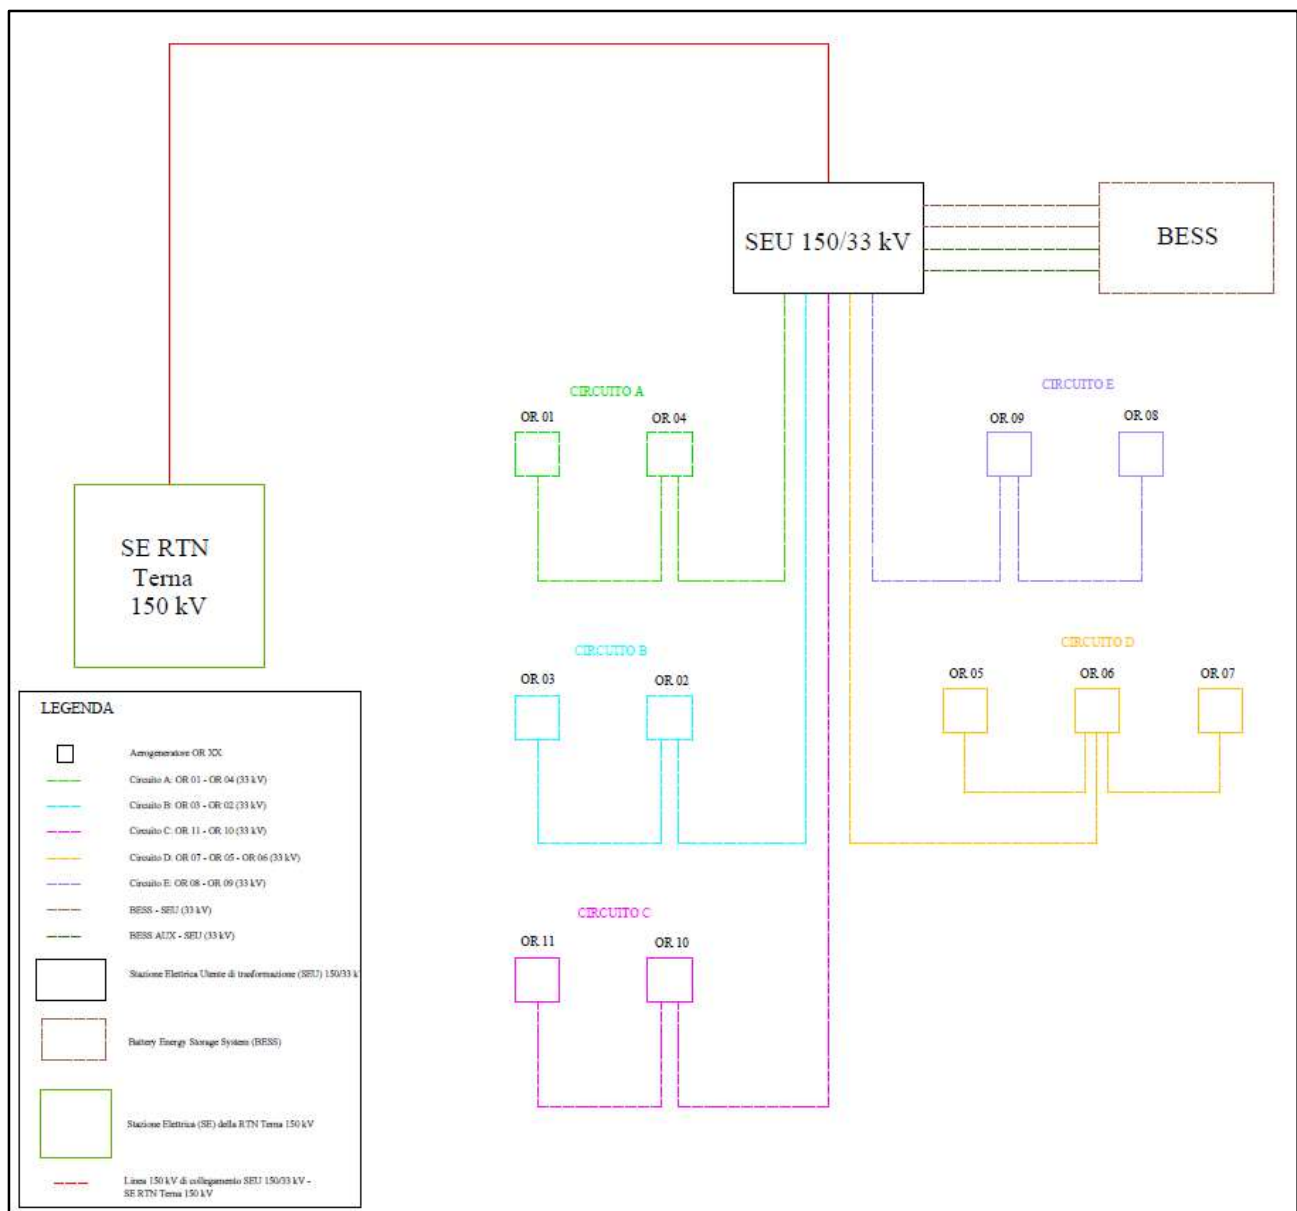 SEU 150/33 kV
BESS
CIRCUITO A
OR 01
OR 04
CIRCUITO E
OR 09
OR 08
SE RTN
Terna
150 kV
CIRCUITO B
OR 03
OR 02
CIRCUITO D
OR 05
OR 06
OR 07
CIRCUITO C
OR 11
OR 10
LEGENDA
Aerogeneratore OR XX
Circuito A: OR 01 - OR 04 (33 kV)
Circuito B: OR 03 - OR 02 (33 kV)
Circuito C: OR 11 - OR 10 (33 kV)
Circuito D: OR 07 - OR 05 - OR 06 (33 kV)
Circuito E: OR 08 - OR 09 (33 kV)
BESS - SEU (33 kV)
BESS AUX - SEU (33 kV)
Stazione Elettrica Utente di trasformazione (SEU) 150/33 k
Battery Energy Storage System (BESS)
Stazione Elettrica (SE) della RTN Terna 150 kV
Linea 150 kV di collegamento SEU 150/33 kV -
SE RTN Terna 150 kV